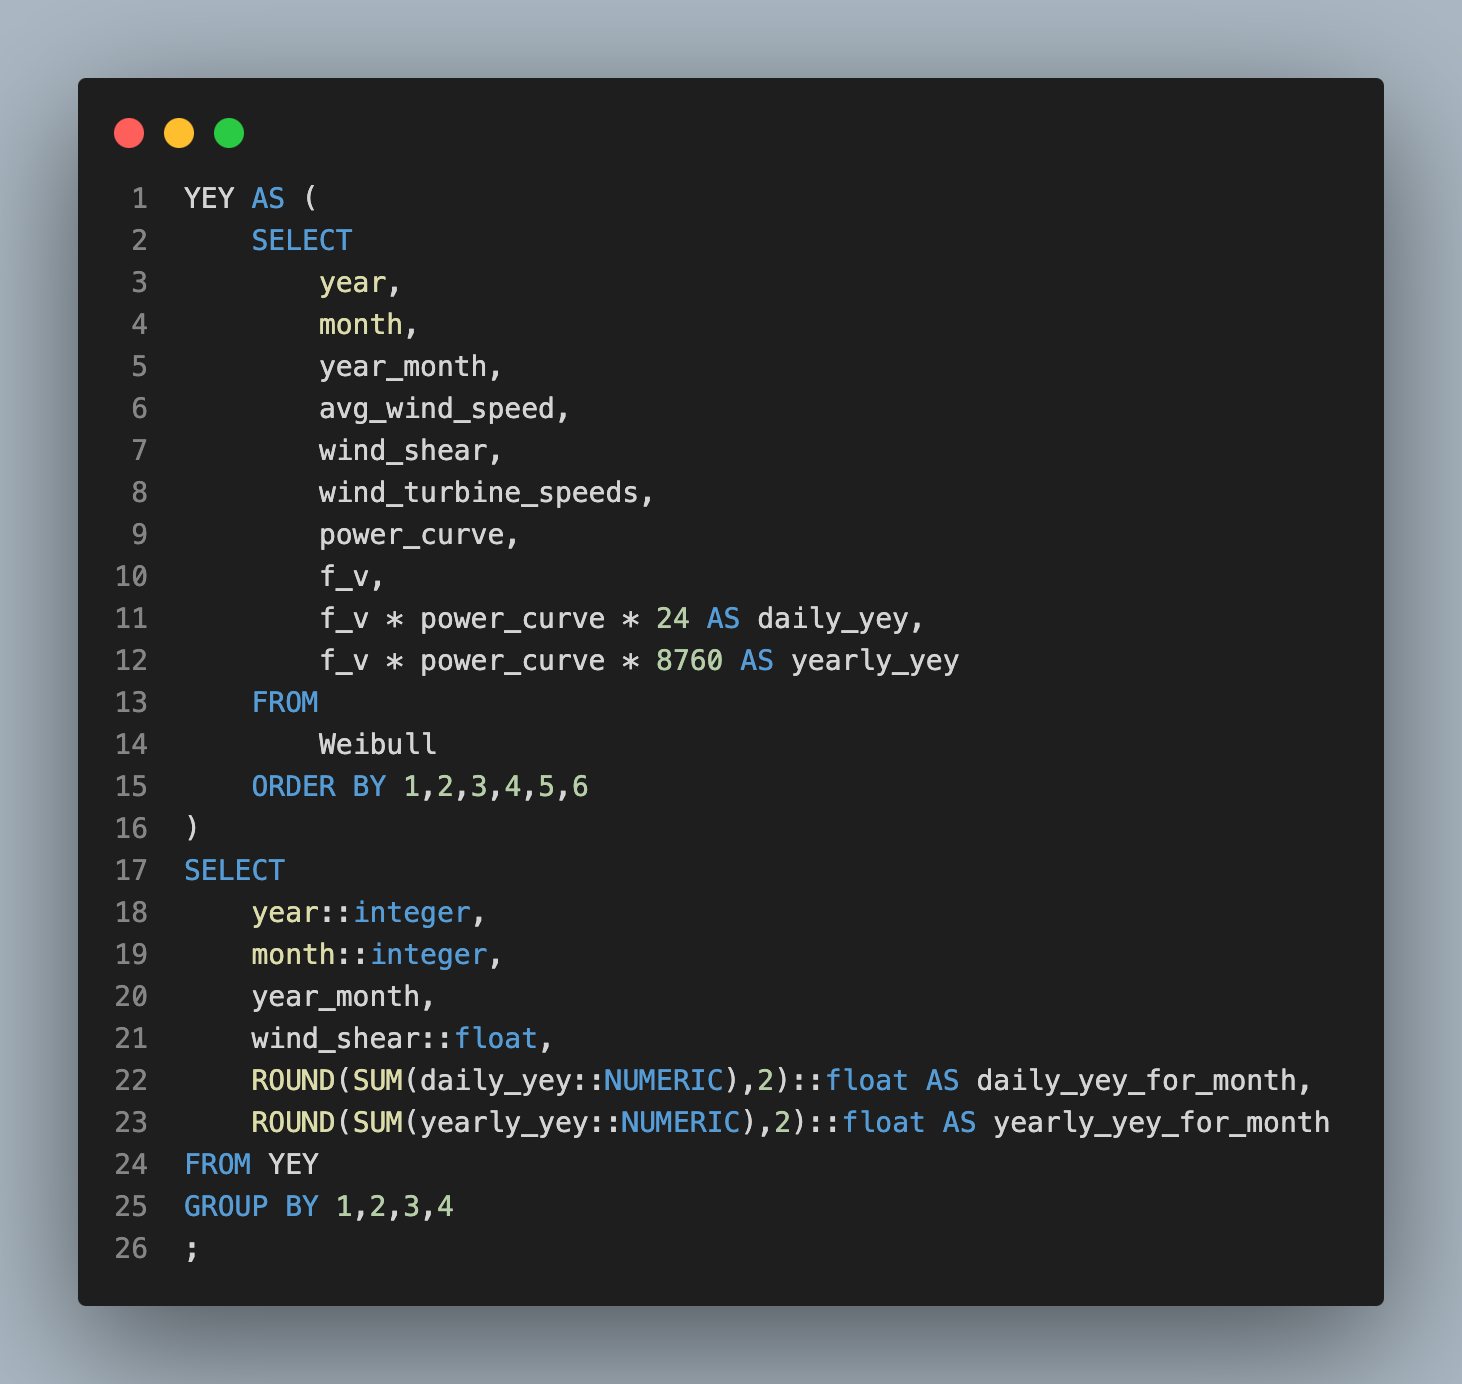 1 YEY AS (
2 SELECT
3 year,
4 month,
5 year_month,
6 avg_wind_speed,
7 wind_shear,
8 wind_turbine_speeds,
9 power_curve,
10 f_v,
11 f_v * power_curve * 24 AS daily_yey,
12 f_v * power_curve * 8760 AS yearly_yey
13 FROM
14 Weibull
15 ORDER BY 1,2,3,4,5,6
16 )
17 SELECT
18 year::integer,
19 month::integer,
20 year_month,
21 wind_shear::float,
22 ROUND(SUM(daily_yey::NUMERIC),2)::float AS daily_yey_for_month,
23 ROUND(SUM(yearly_yey::NUMERIC),2)::float AS yearly_yey_for_month
24 FROM YEY
25 GROUP BY 1,2,3,4
26 ;